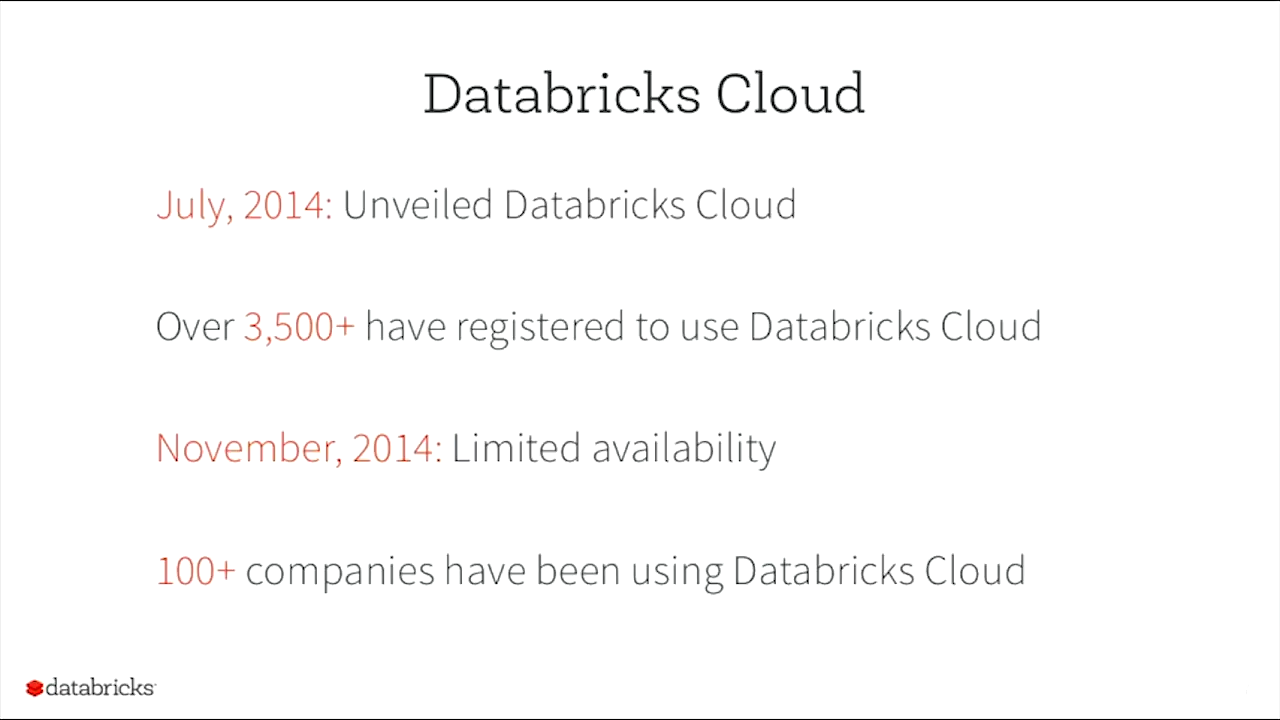 Databricks Cloud
July, 2014: Unveiled Databricks Cloud
Over 3,500+ have registered to use Databricks Cloud
November, 2014: Limited availability
100+ companies have been using Databricks Cloud
databricks